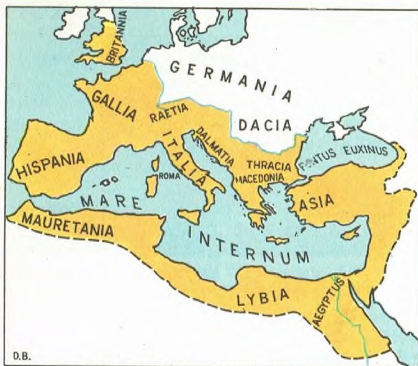 BRITANNIA
GERMANIA
GALLIA
RAETIA
DACIA
DALMATIA
ITALIA
PONTUS EUXINUS
HISPANIA
ROMA
THRACIA
MACEDONIA
MARE
ASIA
MAURETANIA
INTERNUM
LYBIA
AEGYPTUS
D.B.